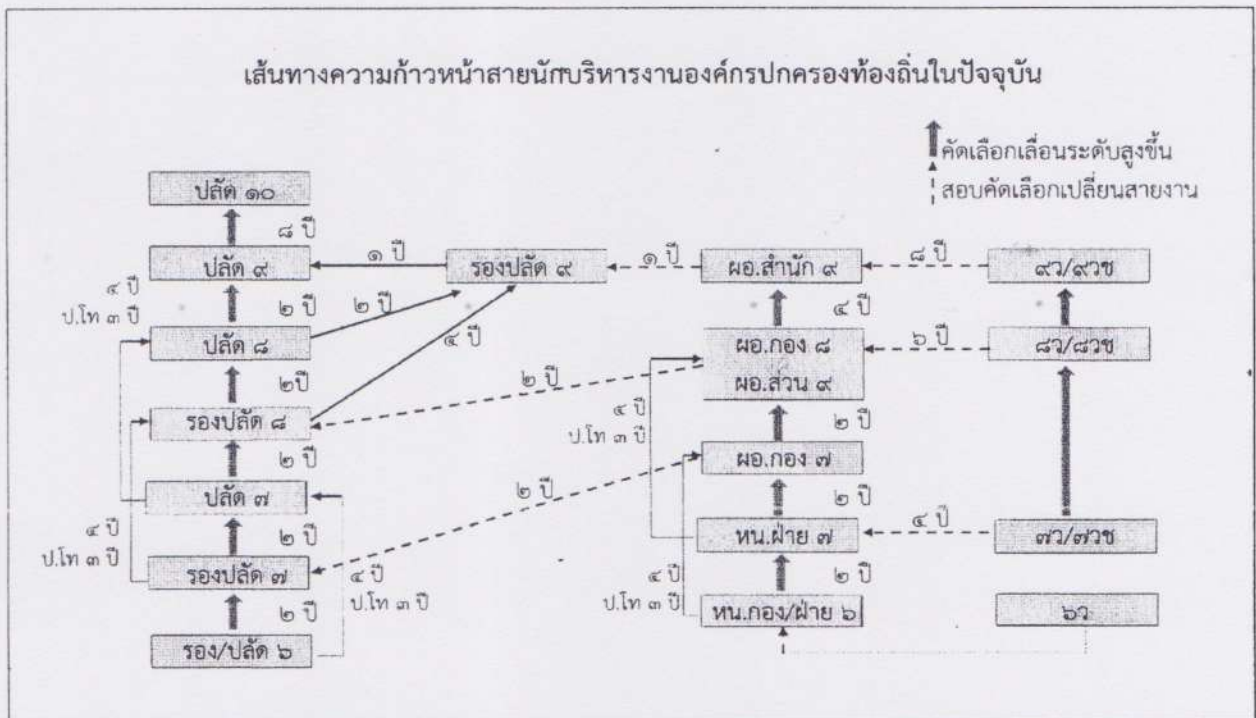 เส้นทางความก้าวหน้าสายนักบริหารงานองค์กรปกครองท้องถิ่นในปัจจุบัน
คัดเลือกเลื่อนระดับสูงขึ้น
สอบคัดเลือกเปลี่ยนสายงาน
ปลัด ๑๐
๘ ปี
ปลัด ๙
๑ ปี
รองปลัด ๙
๑ ปี
ผอ.สำนัก ๙
๘ ปี
๙ว/๙วช
๔ ปี
ป.โท ๓ ปี
๒ ปี
๒ ปี
๔ ปี
ปลัด ๘
๔ ปี
ผอ.กอง ๘
ผอ.ส่วน ๙
๖ ปี
๘ว/๘วช
๒ปี
๒ ปี
รองปลัด ๘
๔ ปี
ป.โท ๓ ปี
๒ ปี
๒ ปี
ผอ.กอง ๗
ปลัด ๗
๒ ปี
๒ ปี
๔ ปี
ป.โท ๓ ปี
๒ ปี
หน.ฝ่าย ๗
๔ ปี
๗ว/๗วช
รองปลัด ๗
๔ ปี
ป.โท ๓ ปี
๔ ปี
ป.โท ๓ ปี
๒ ปี
๒ ปี
หน.กอง/ฝ่าย ๖
๖ว
รอง/ปลัด ๖